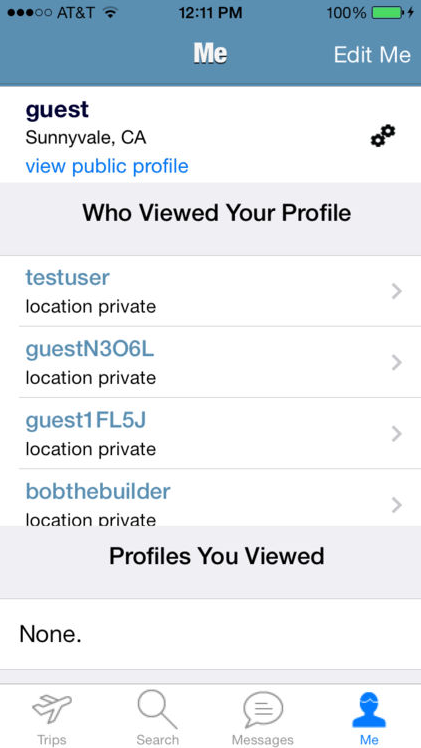 AT&T 12:11 PM 100%
Me Edit Me
guest
Sunnyvale, CA
view public profile
Who Viewed Your Profile
testuser
location private
guestN3O6L
location private
guest1FL5J
location private
bobthebuilder
location private
Profiles You Viewed
None.
Trips Search Messages Me